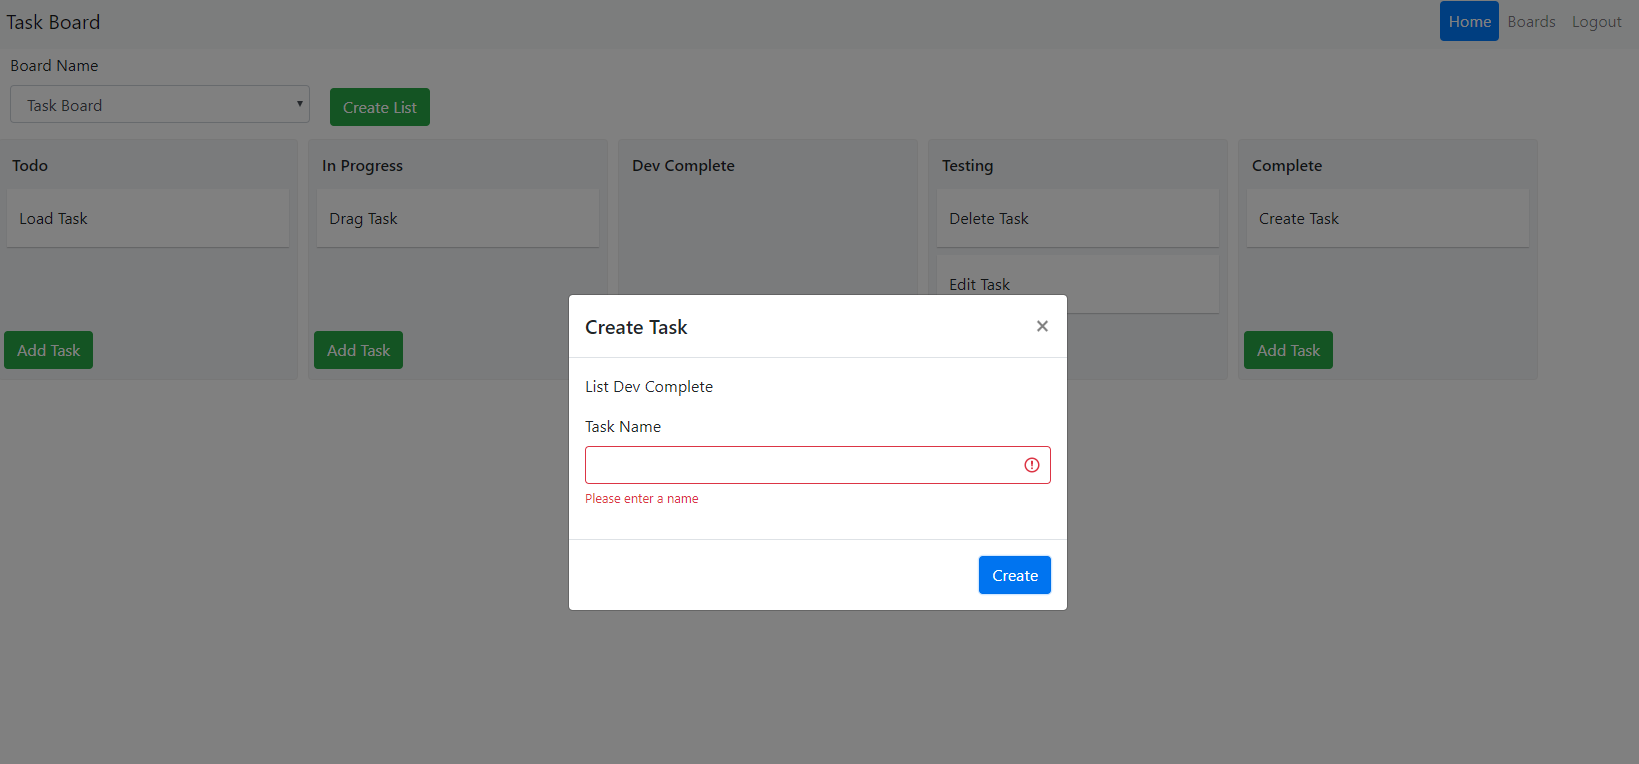 Task Board
Home Boards Logout
Board Name
Task Board
Create List
Todo
Load Task
Add Task
In Progress
Drag Task
Add Task
Dev Complete
Testing
Delete Task
Edit Task
Complete
Create Task
Add Task
Create Task ×
List Dev Complete
Task Name
Please enter a name
Create